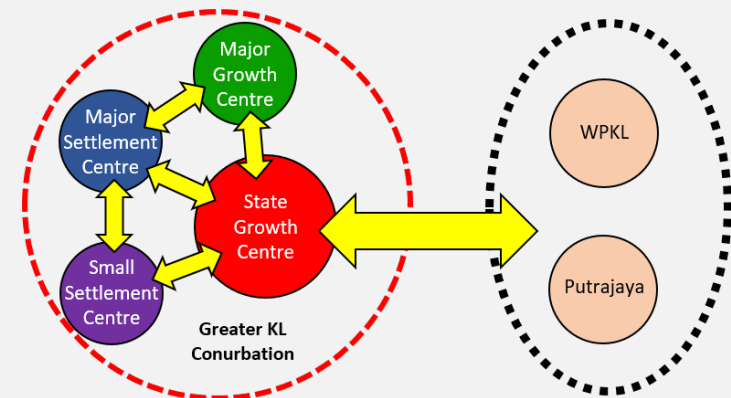 Major
Growth
Centre
Major
Settlement
Centre
State
Growth
Centre
Small
Settlement
Centre
Greater KL
Conurbation
WPKL
Putrajaya